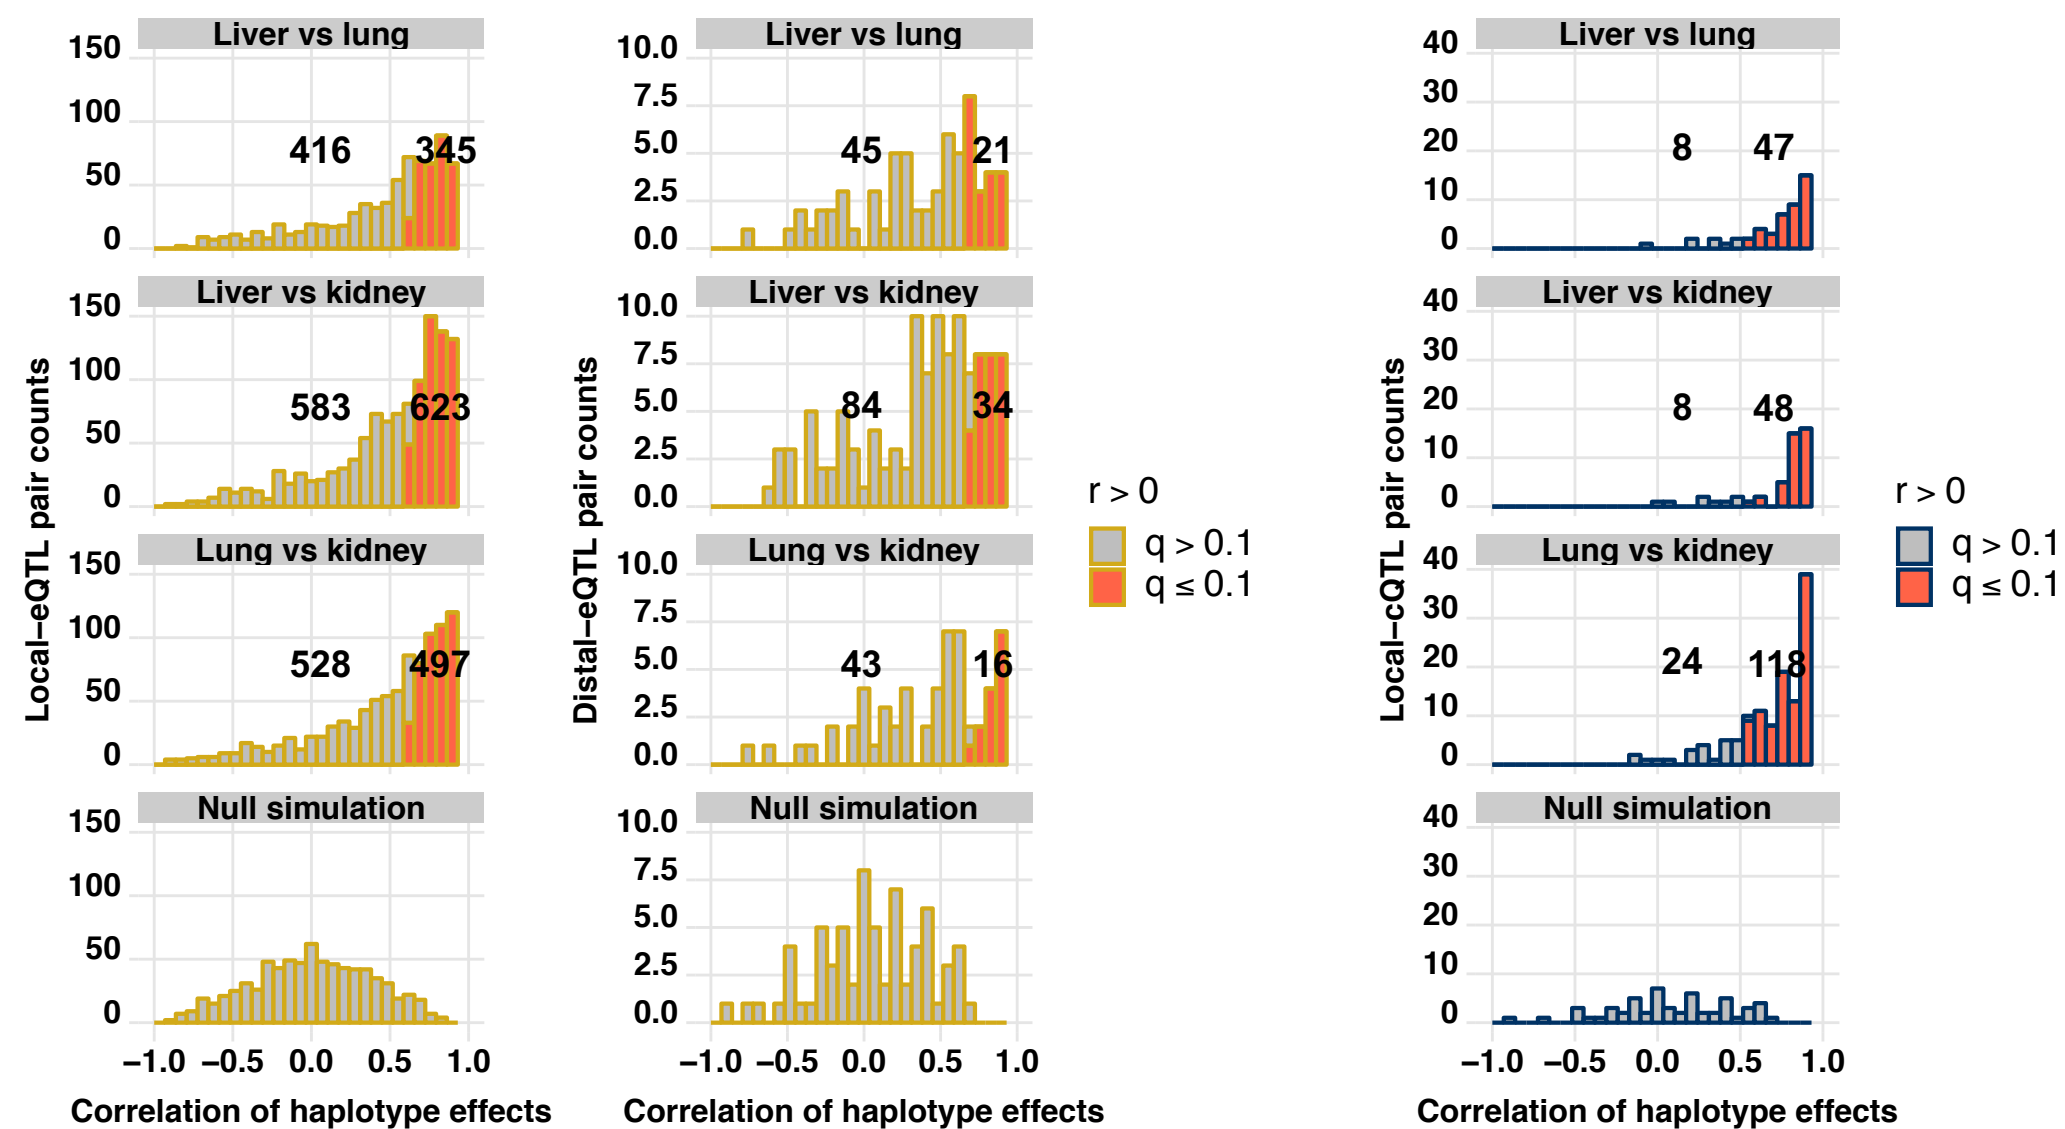 Liver vs lung
150
100
50
0
416
345
Liver vs kidney
150
100
50
0
583
623
Lung vs kidney
150
100
50
0
528
497
Null simulation
150
100
50
0
−1.0 −0.5 0.0 0.5 1.0
Correlation of haplotype effects
Local−eQTL pair counts
Liver vs lung
10.0
7.5
5.0
2.5
0.0
45
21
Liver vs kidney
10.0
7.5
5.0
2.5
0.0
84
34
Lung vs kidney
10.0
7.5
5.0
2.5
0.0
43
16
Null simulation
10.0
7.5
5.0
2.5
0.0
−1.0 −0.5 0.0 0.5 1.0
Correlation of haplotype effects
Distal−eQTL pair counts
r > 0
q > 0.1
q ≤ 0.1
Liver vs lung
40
30
20
10
0
8
47
Liver vs kidney
40
30
20
10
0
8
48
Lung vs kidney
40
30
20
10
0
24
118
Null simulation
40
30
20
10
0
−1.0 −0.5 0.0 0.5 1.0
Correlation of haplotype effects
Local−cQTL pair counts
r > 0
q > 0.1
q ≤ 0.1